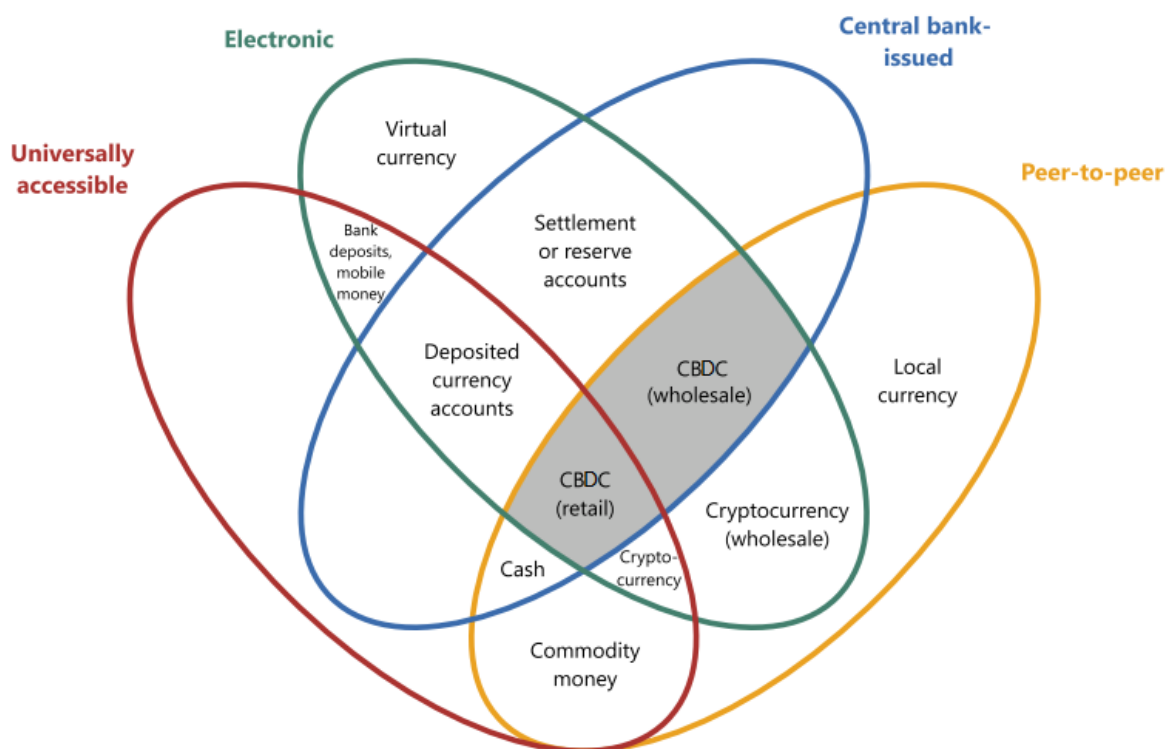 Electronic
Central bank-
issued
Universally
accessible
Peer-to-peer
Virtual
currency
Bank
deposits,
mobile
money
Settlement
or reserve
accounts
Deposited
currency
accounts
CBDC
(wholesale)
Local
currency
CBDC
(retail)
Cryptocurrency
(wholesale)
Cash
Crypto-
currency
Commodity
money